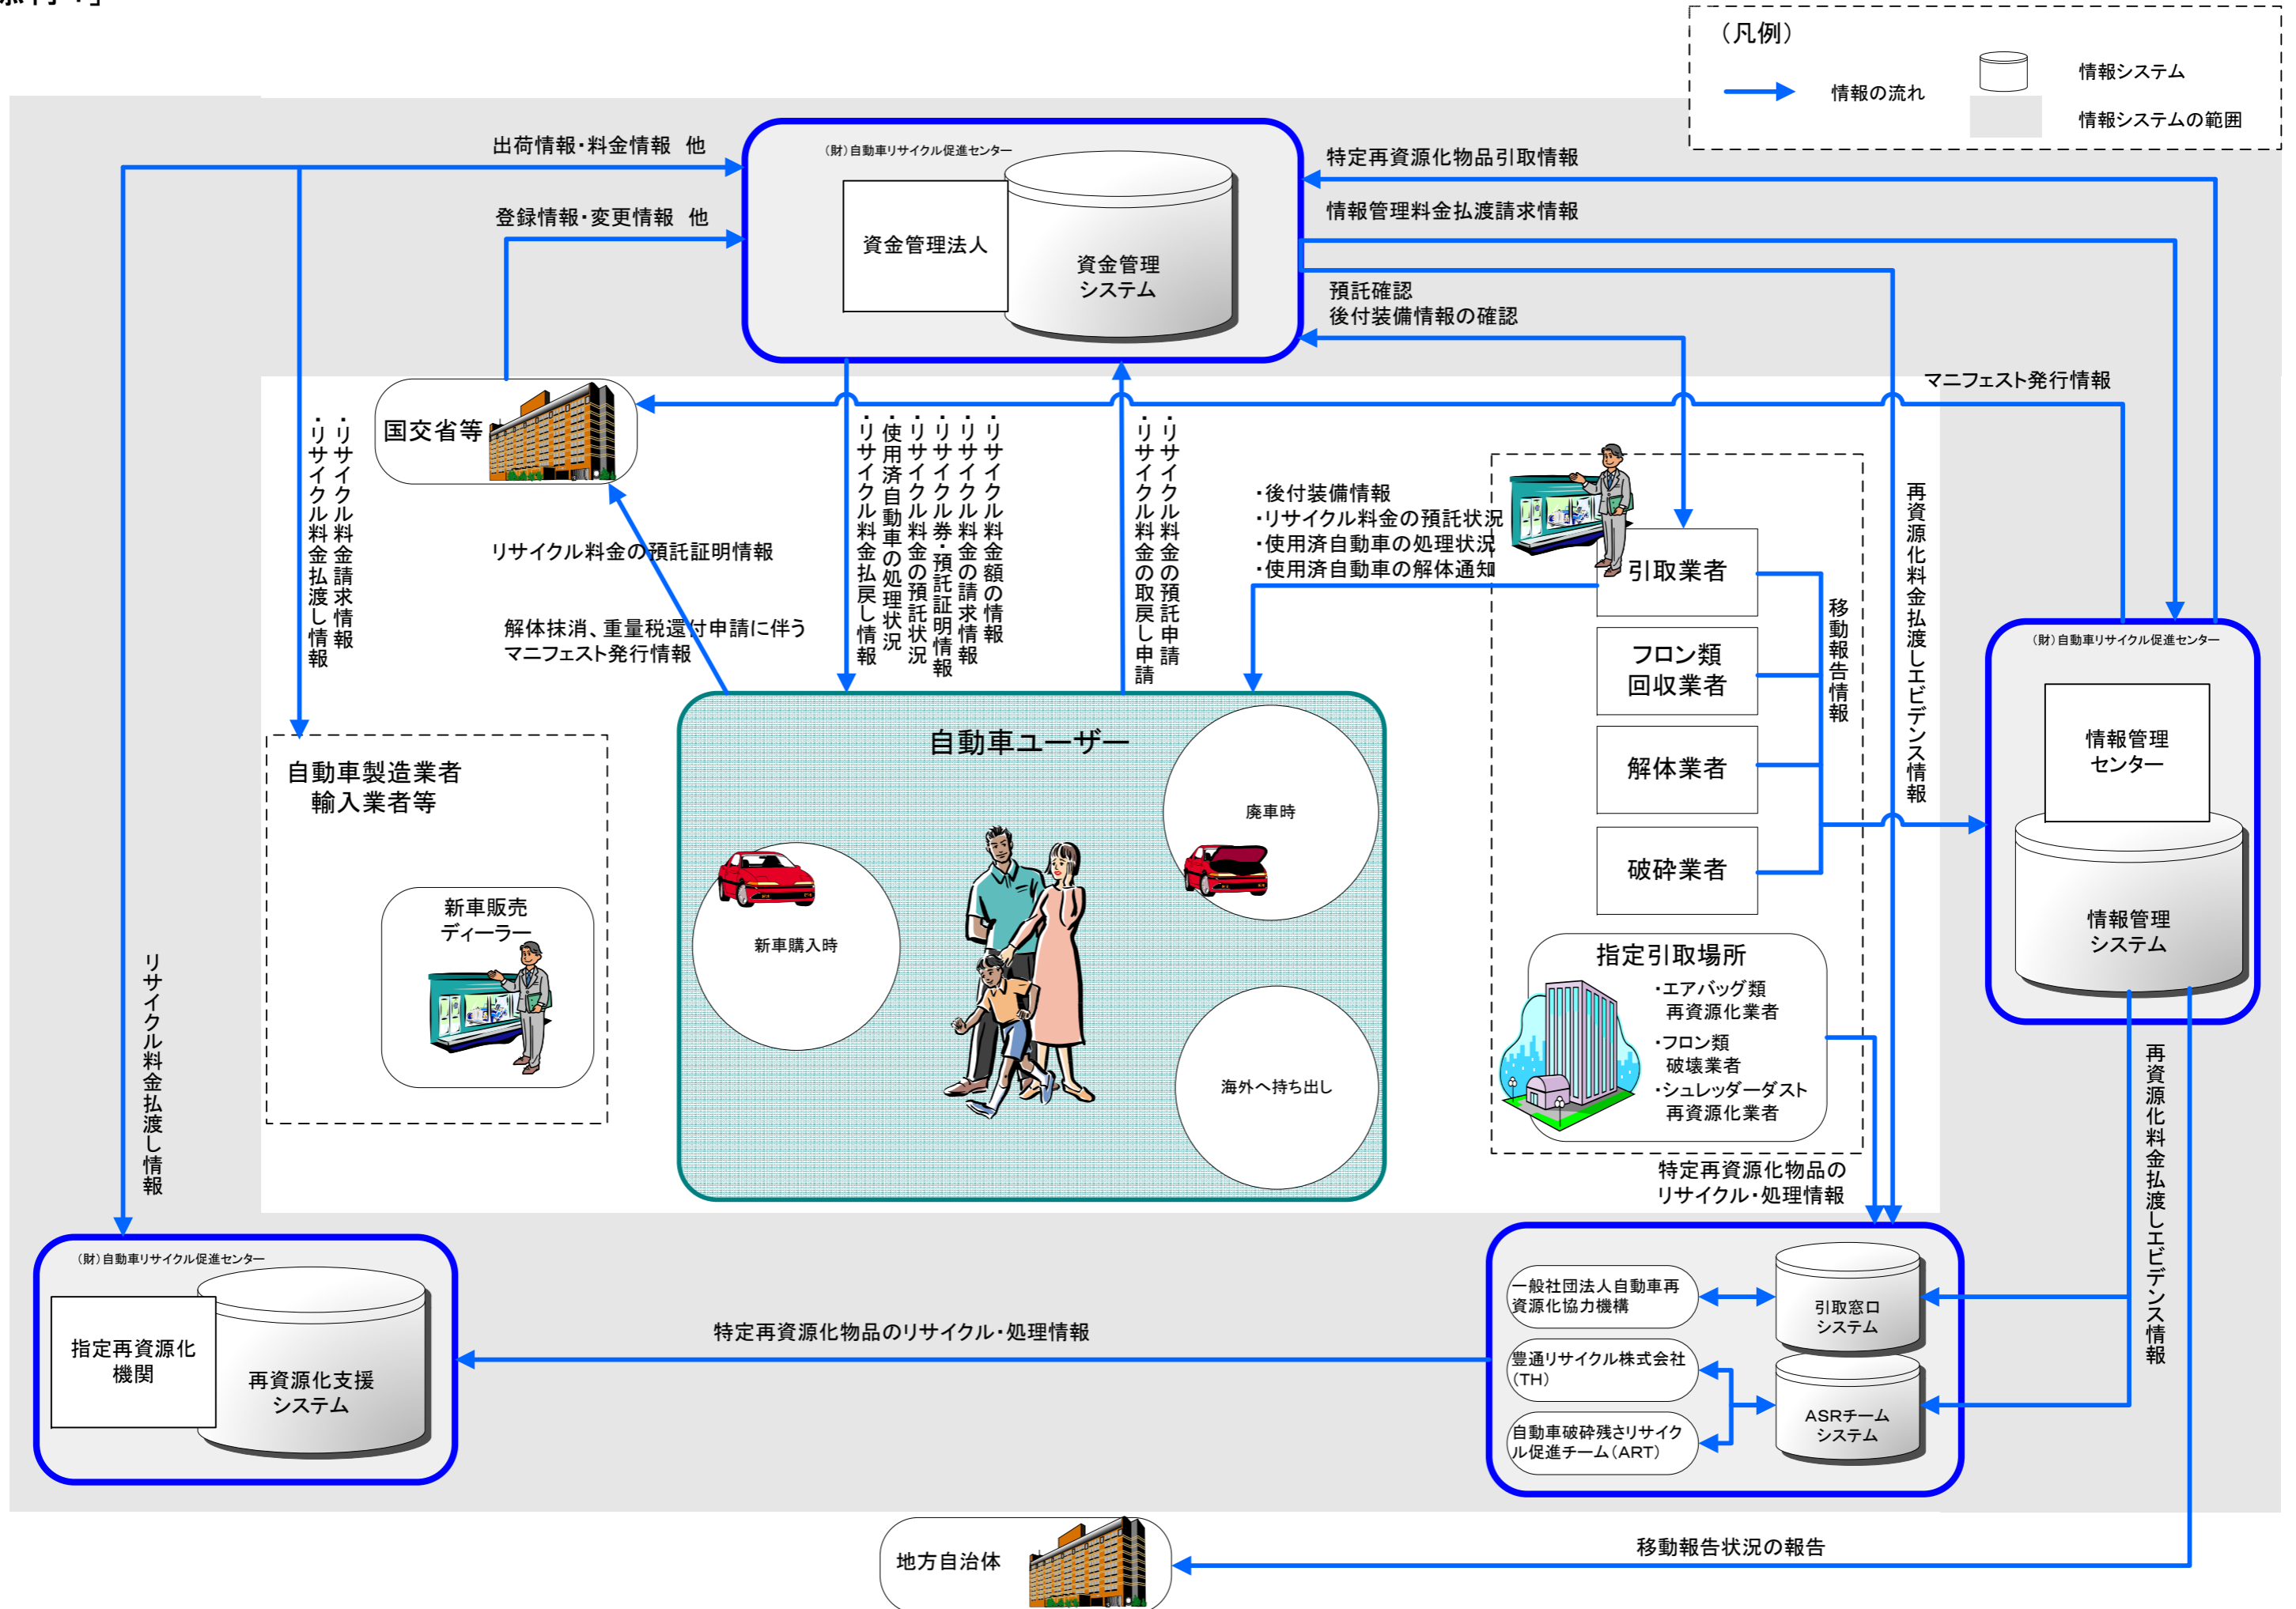 （凡例）
情報の流れ
情報システム
情報システムの範囲
出荷情報・料金情報 他
登録情報・変更情報 他
（財）自動車リサイクル促進センター
資金管理法人
資金管理
システム
特定再資源化物品引取情報
情報管理料金払渡請求情報
預託確認
後付装備情報の確認
マニフェスト発行情報
国交省等
・リサイクル料金請求情報
・リサイクル料金払渡し情報
・リサイクル料金額の情報
・リサイクル料金の請求情報
・リサイクル券・預託証明情報
・リサイクル料金の預託状況
・使用済自動車の処理状況
・リサイクル料金払戻し情報
・リサイクル料金の預託申請
・リサイクル料金の取戻し申請
・後付装備情報
・リサイクル料金の預託状況
・使用済自動車の処理状況
・使用済自動車の解体通知
リサイクル料金の預託証明情報
解体抹消、重量税還付申請に伴う
マニフェスト発行情報
引取業者
フロン類
回収業者
解体業者
破砕業者
移動報告情報
再資源化料金払渡しエビデンス情報
（財）自動車リサイクル促進センター
情報管理
センター
情報管理
システム
自動車製造業者
輸入業者等
新車販売
ディーラー
自動車ユーザー
廃車時
新車購入時
海外へ持ち出し
指定引取場所
・エアバッグ類
再資源化業者
・フロン類
破壊業者
・シュレッダーダスト
再資源化業者
特定再資源化物品の
リサイクル・処理情報
リサイクル料金払渡し情報
再資源化料金払渡しエビデンス情報
（財）自動車リサイクル促進センター
指定再資源化
機関
再資源化支援
システム
特定再資源化物品のリサイクル・処理情報
一般社団法人自動車再
資源化協力機構
豊通リサイクル株式会社
（TH）
自動車破砕残さリサイク
ル促進チーム（ART）
引取窓口
システム
ASRチーム
システム
地方自治体
移動報告状況の報告